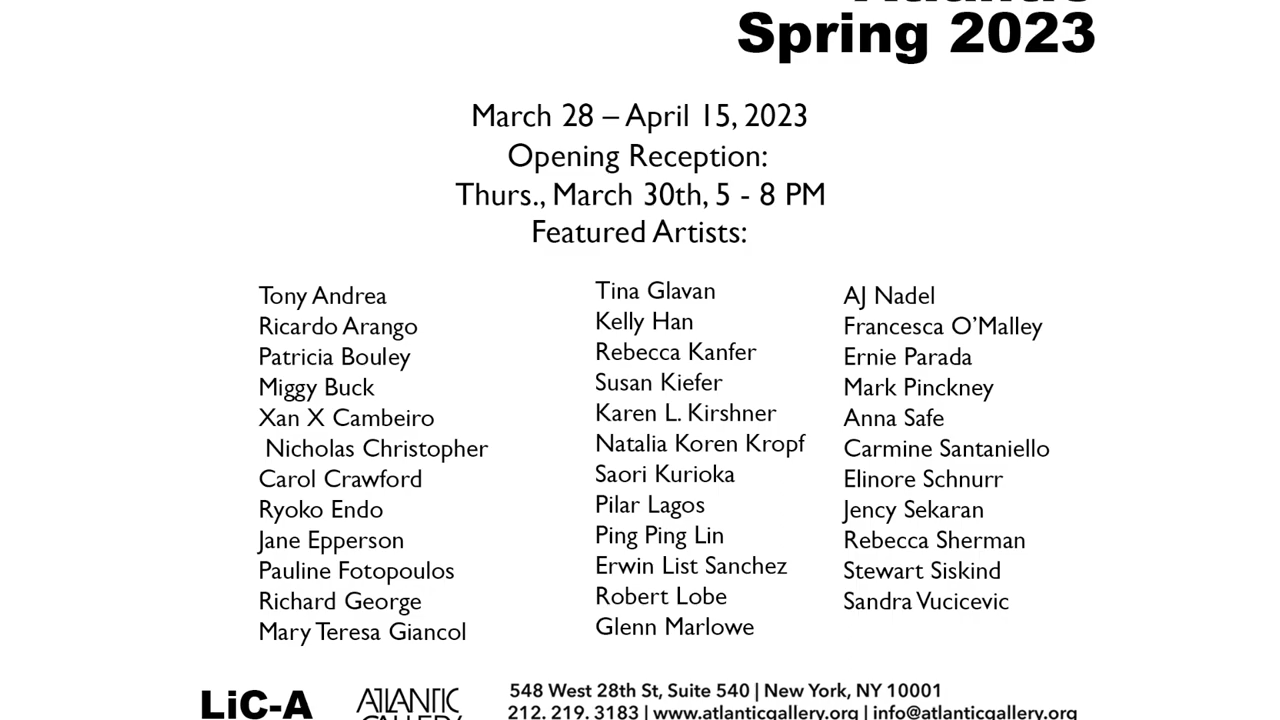 Spring 2023
March 28 – April 15, 2023
Opening Reception:
Thurs., March 30th, 5 - 8 PM
Featured Artists:
Tony Andrea
Ricardo Arango
Patricia Bouley
Miggy Buck
Xan X Cambeiro
Nicholas Christopher
Carol Crawford
Ryoko Endo
Jane Epperson
Pauline Fotopoulos
Richard George
Mary Teresa Giancol
Tina Glavan
Kelly Han
Rebecca Kanfer
Susan Kiefer
Karen L. Kirshner
Natalia Koren Kropf
Saori Kurioka
Pilar Lagos
Ping Ping Lin
Erwin List Sanchez
Robert Lobe
Glenn Marlowe
AJ Nadel
Francesca O’Malley
Ernie Parada
Mark Pinckney
Anna Safe
Carmine Santaniello
Elinore Schnurr
Jency Sekaran
Rebecca Sherman
Stewart Siskind
Sandra Vucicevic
LiC-A
ATLANTIC
GALLERY
548 West 28th St, Suite 540 | New York, NY 10001
212. 219. 3183 | www.atlanticgallery.org | info@atlanticgallery.org